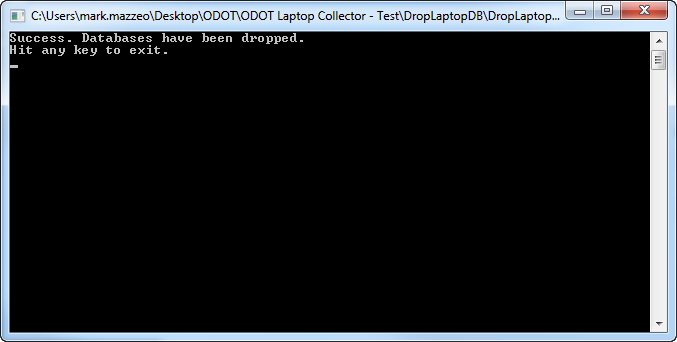 C:\Users\mark.mazzeo\Desktop\ODOT\ODOT Laptop Collector - Test\DropLaptopDB\DropLaptop...
Success. Databases have been dropped.
Hit any key to exit.